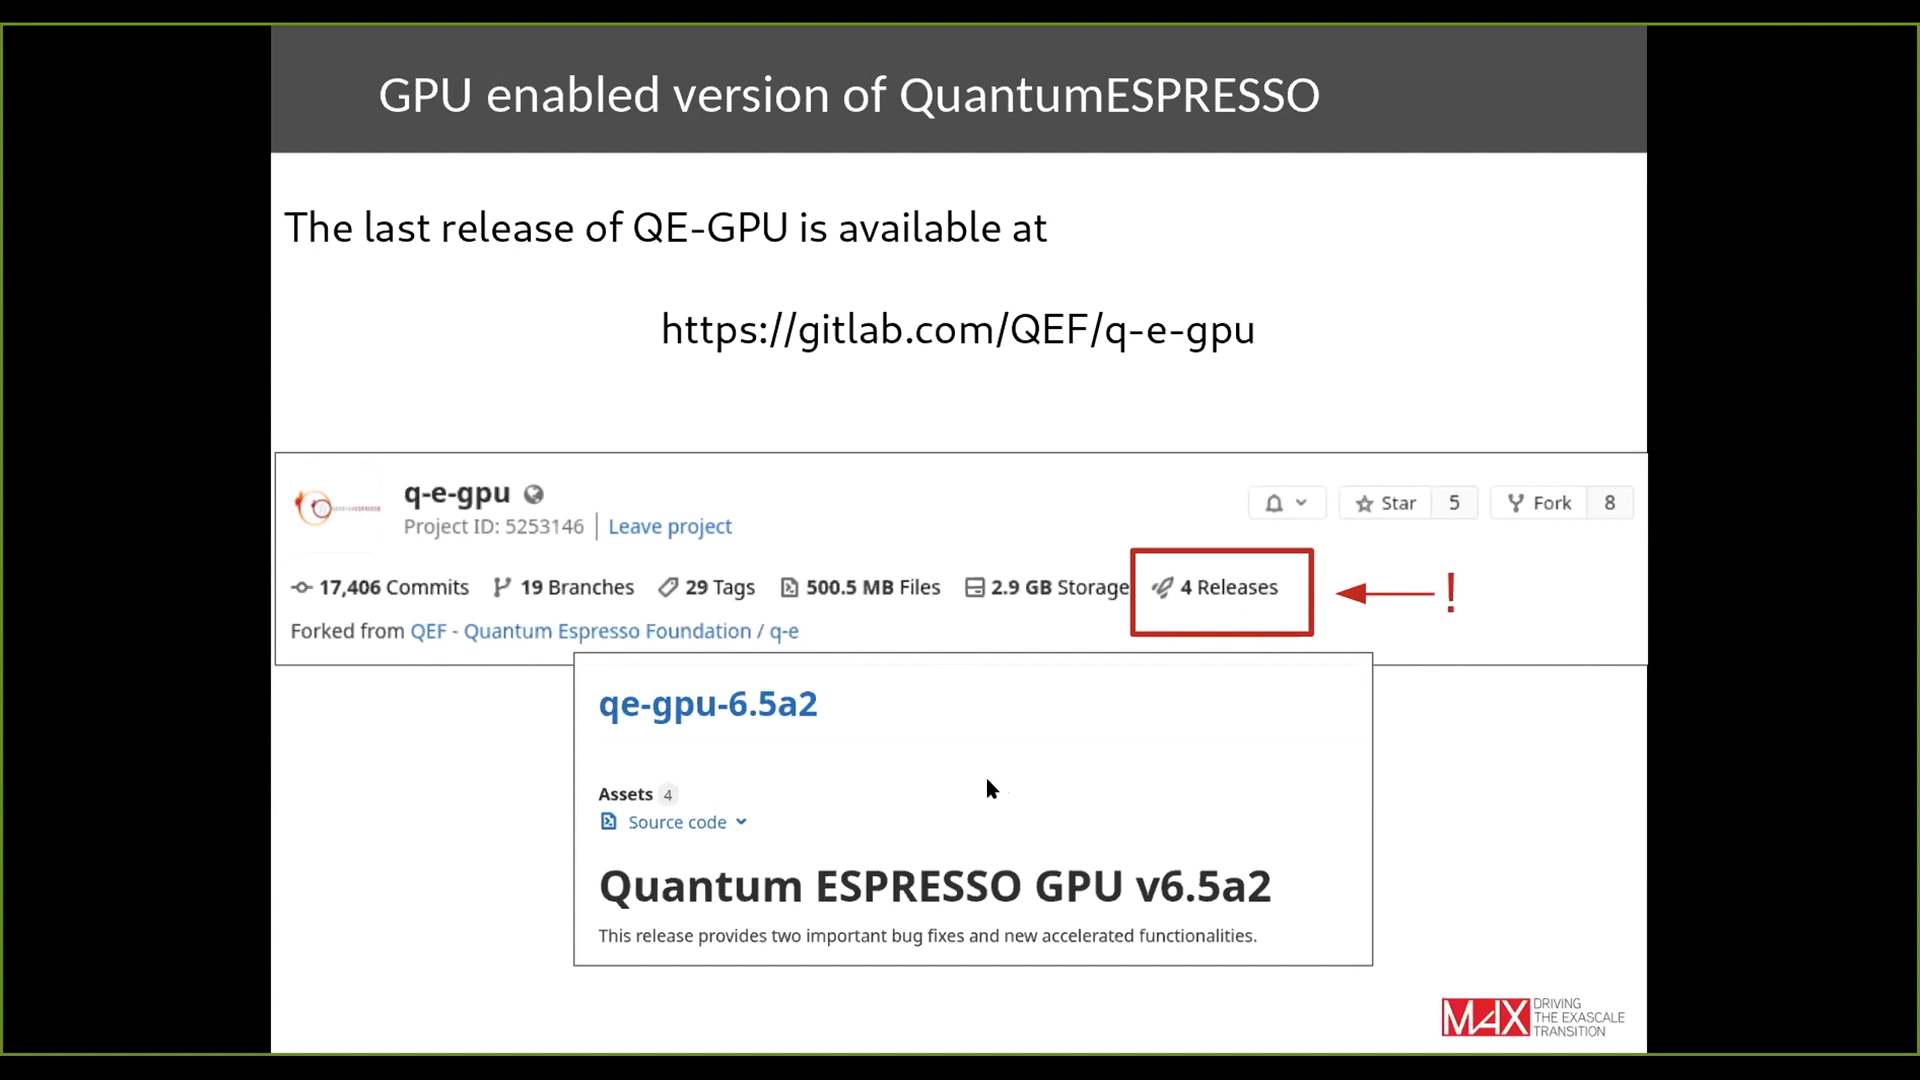 GPU enabled version of QuantumESPRESSO
The last release of QE-GPU is available at
https://gitlab.com/QEF/q-e-gpu
q-e-gpu
Project ID: 5253146 | Leave project
Star 5 Fork 8
17,406 Commits 19 Branches 29 Tags 500.5 MB Files 2.9 GB Storage 4 Releases !
Forked from QEF - Quantum Espresso Foundation / q-e
qe-gpu-6.5a2
Assets 4
Source code
Quantum ESPRESSO GPU v6.5a2
This release provides two important bug fixes and new accelerated functionalities.
MAX DRIVING
THE EXASCALE
TRANSITION